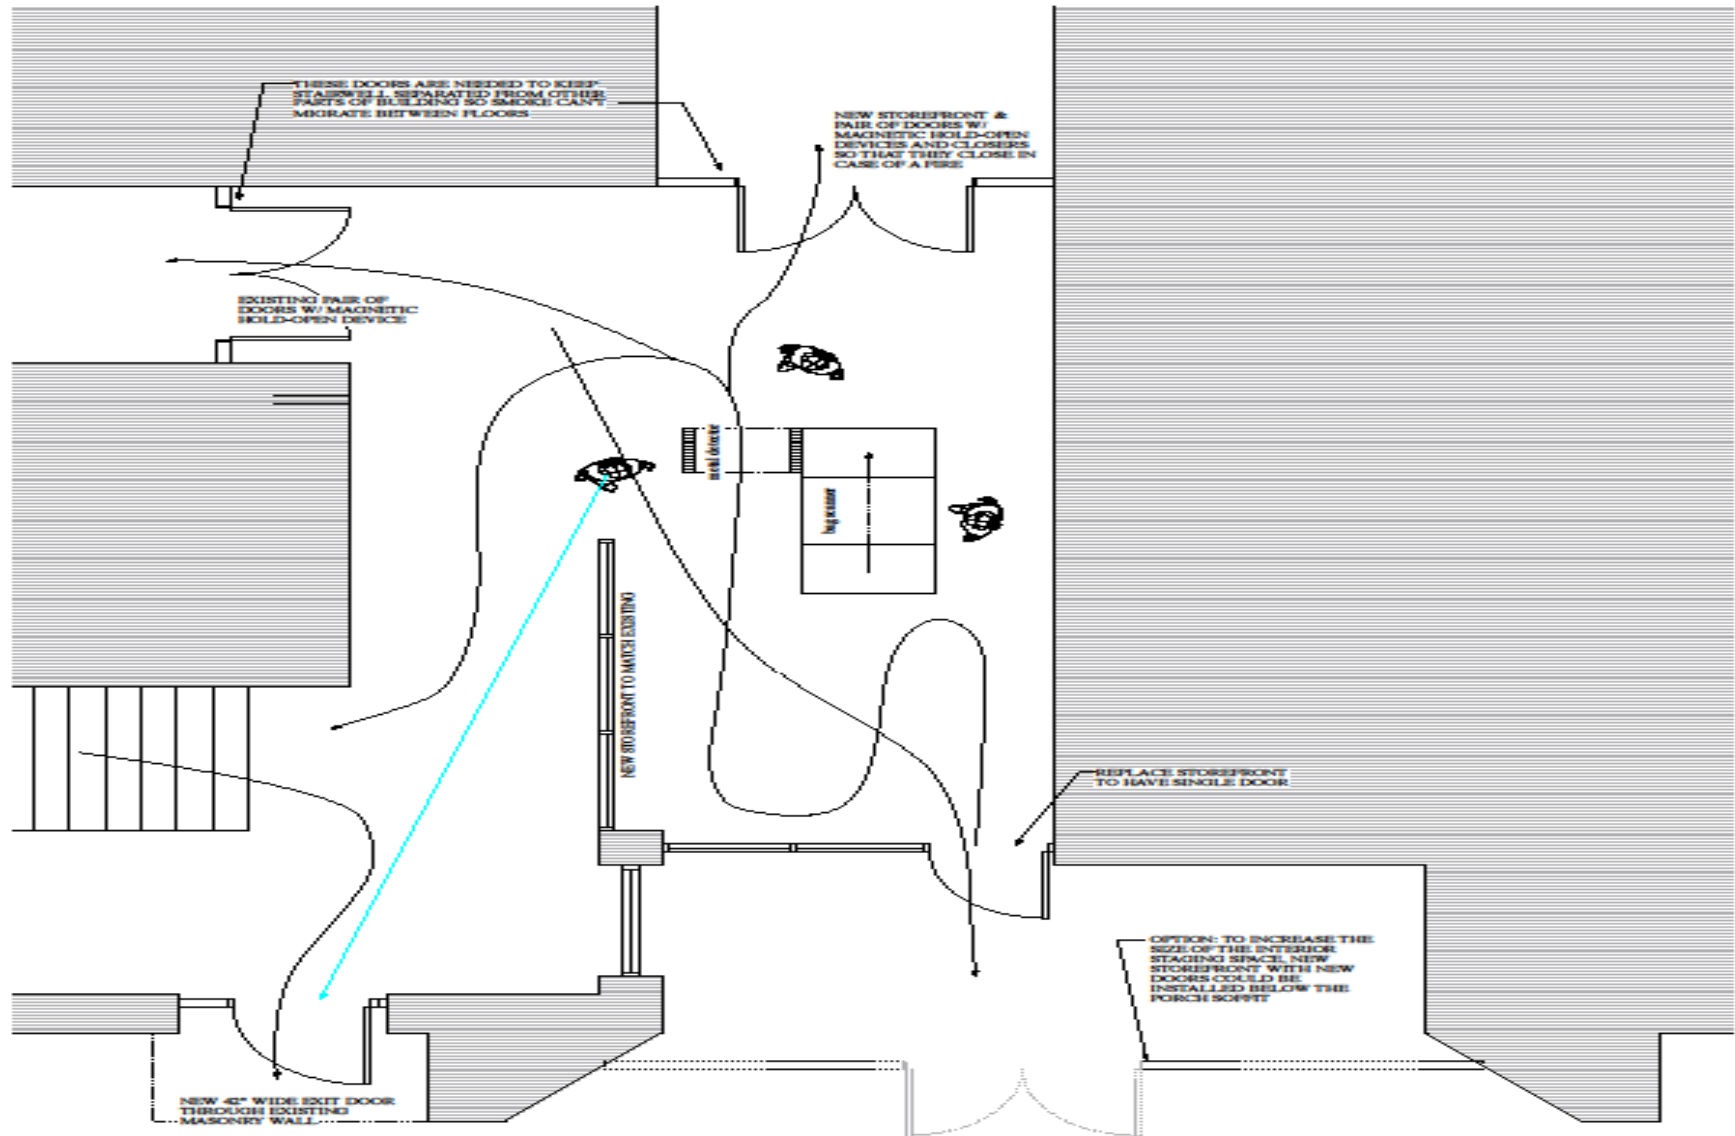 THESE DOORS ARE NEEDED TO KEEP
STAIRWELL SEPARATED FROM OTHER
PARTS OF BUILDING SO SMOKE CAN'T
MIGRATE BETWEEN FLOORS
NEW STOREFRONT &
PAIR OF DOORS W/
MAGNETIC HOLD-OPEN
DEVICES AND CLOSERS
SO THAT THEY CLOSE IN
CASE OF A FIRE
EXISTING PAIR OF
DOORS W/ MAGNETIC
HOLD-OPEN DEVICE
metal detector
bag scanner
NEW STOREFRONT TO MATCH EXISTING
REPLACE STOREFRONT
TO HAVE SINGLE DOOR
OPTION: TO INCREASE THE
SIZE OF THE INTERIOR
STAGING SPACE, NEW
STOREFRONT WITH NEW
DOORS COULD BE
INSTALLED BELOW THE
PORCH SOFFIT
NEW 42" WIDE EXIT DOOR
THROUGH EXISTING
MASONRY WALL